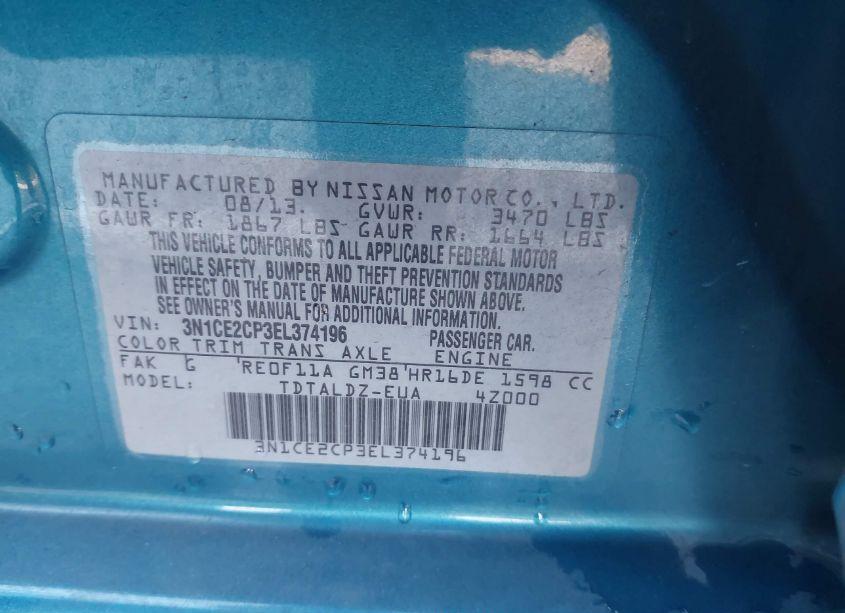 MANUFACTURED BY NISSAN MOTOR CO., LTD.
DATE: 08/13. GVWR: 3470 LBS
GAWR FR: 1867 LBS GAWR RR: 1664 LBS
THIS VEHICLE CONFORMS TO ALL APPLICABLE FEDERAL MOTOR
VEHICLE SAFETY, BUMPER AND THEFT PREVENTION STANDARDS
IN EFFECT ON THE DATE OF MANUFACTURE SHOWN ABOVE.
SEE OWNER'S MANUAL FOR ADDITIONAL INFORMATION.
VIN: 3N1CE2CP3EL374196 PASSENGER CAR.
COLOR TRIM TRANS AXLE ENGINE
FAK G RE0F11A GM38 HR16DE 1598 CC
MODEL: TDTALDZ-EUA 4Z000
3N1CE2CP3EL374196